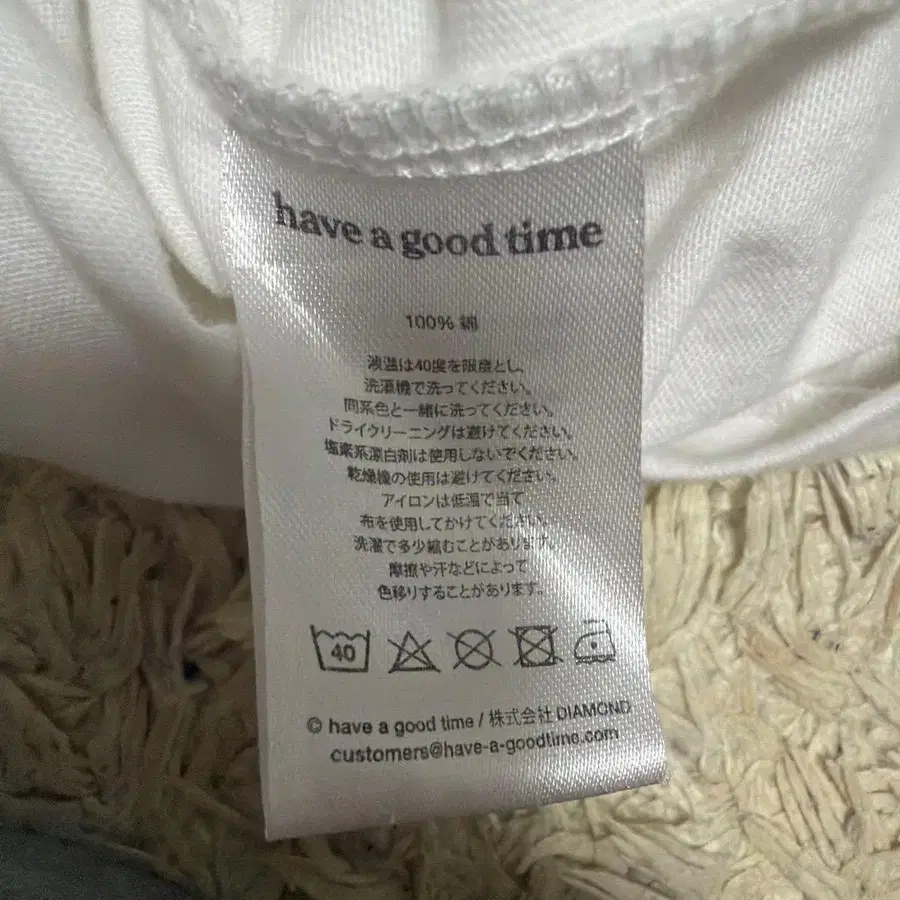 have a good time
100% 綿
液温は40度を限度とし、
洗濯機で洗ってください。
同系色と一緒に洗ってください。
ドライクリーニングは避けてください。
塩素系漂白剤は使用しないでください。
乾燥機の使用は避けてください。
アイロンは低温で当て
布を使用してかけてください。
洗濯で多少縮むことがあります。
摩擦や汗などによって
色移りすることがあります。
40
© have a good time / 株式会社 DIAMOND
customers@have-a-goodtime.com